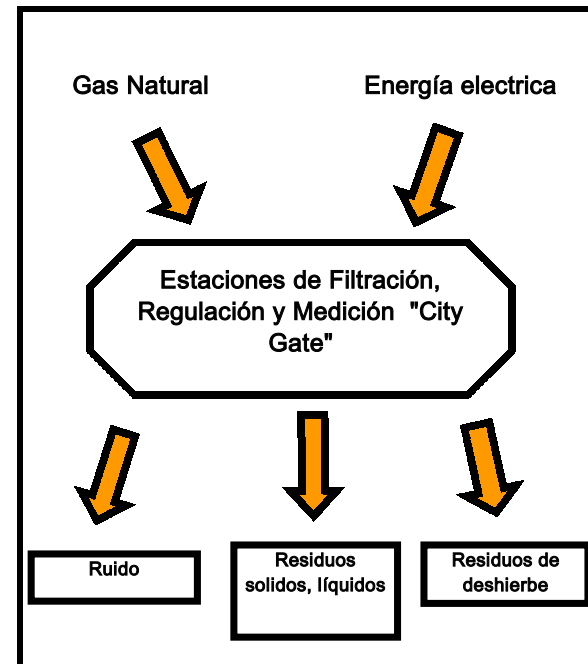 Gas Natural
Energía electrica
Estaciones de Filtración,
Regulación y Medición "City
Gate"
Ruido
Residuos
solidos, líquidos
Residuos de
deshierbe